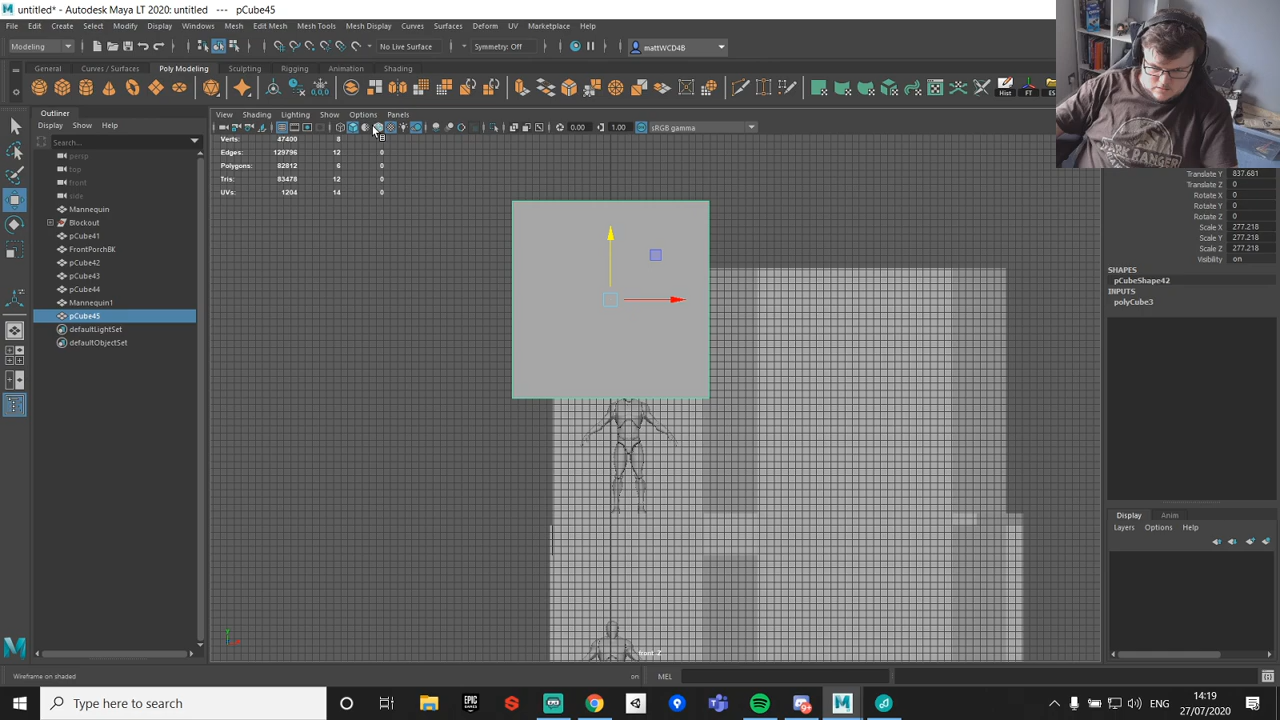 untitled* - Autodesk Maya LT 2020: untitled --- pCube45
File Edit Create Select Modify Display Windows Mesh Edit Mesh Mesh Tools Mesh Display Curves Surfaces Deform UV Marketplace Help
Modeling No Live Surface Symmetry: Off mattWCD4B
General Curves / Surfaces Poly Modeling Sculpting Rigging Animation Shading
Hist FT
Outliner
Display Show Help
Search...
persp
top
front
side
Mannequin
Blockout
pCube41
FrontPorchBK
pCube42
pCube43
pCube44
Mannequin1
pCube45
defaultLightSet
defaultObjectSet
View Shading Lighting Show Options Panels
0.00 1.00 sRGB gamma
Verts: 47400 8 0
Edges: 129796 12 0
Polygons: 82812 6 0
Tris: 83478 12 0
UVs: 1204 14 0
front -Z
Translate Y 837.681
Translate Z 0
Rotate X 0
Rotate Y 0
Rotate Z 0
Scale X 277.218
Scale Y 277.218
Scale Z 277.218
Visibility on
SHAPES
pCubeShape42
INPUTS
polyCube3
Display Anim
Layers Options Help
Wireframe on shaded on MEL
Type here to search
ENG
14:19
27/07/2020